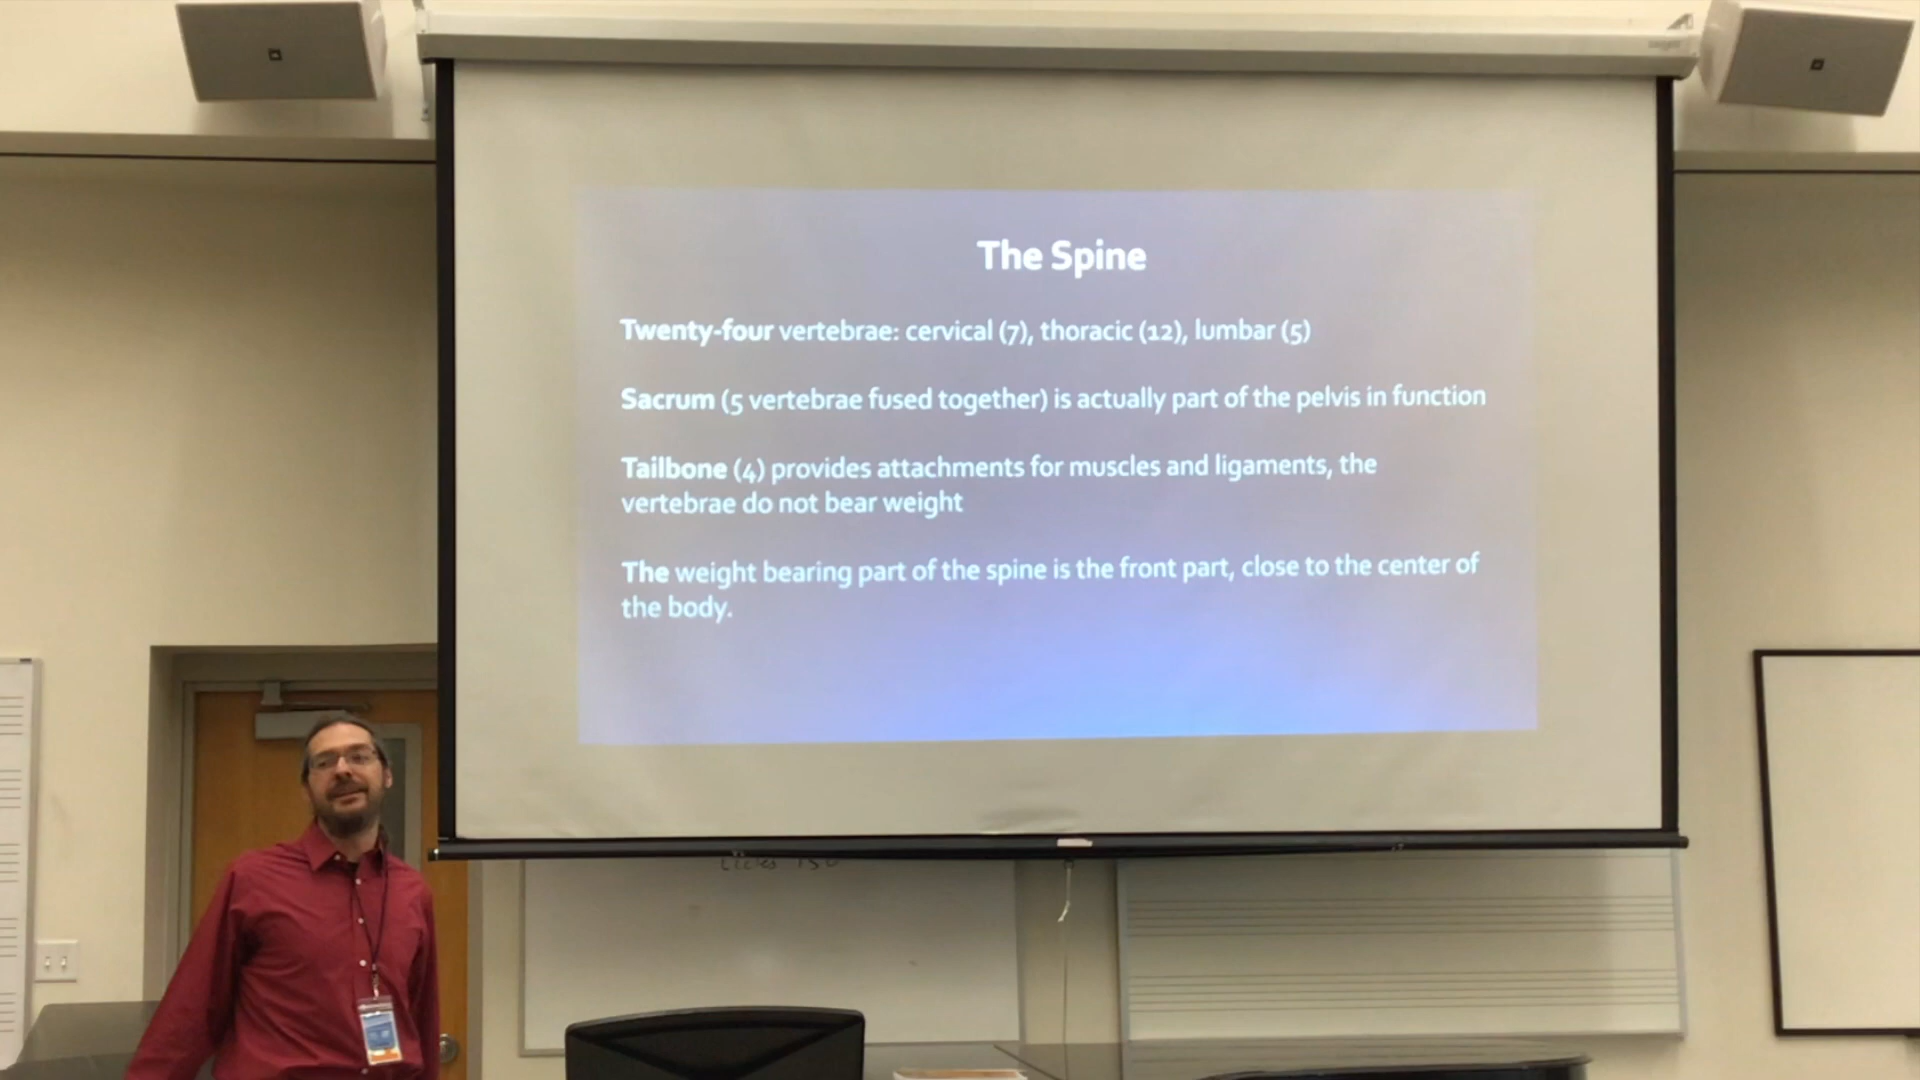 The Spine
Twenty-four vertebrae: cervical (7), thoracic (12), lumbar (5)
Sacrum (5 vertebrae fused together) is actually part of the pelvis in function
Tailbone (4) provides attachments for muscles and ligaments, the
vertebrae do not bear weight
The weight bearing part of the spine is the front part, close to the center of
the body.